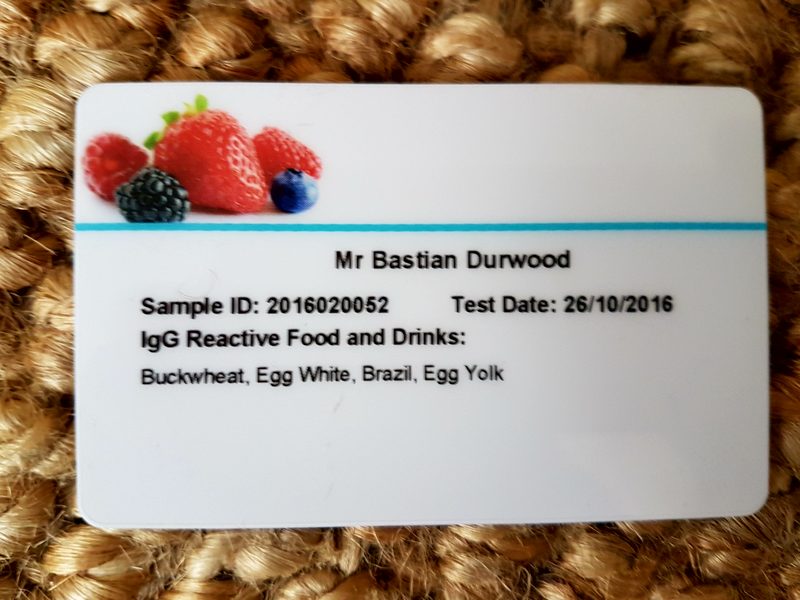 Mr Bastian Durwood
Sample ID: 2016020052 Test Date: 26/10/2016
IgG Reactive Food and Drinks:
Buckwheat, Egg White, Brazil, Egg Yolk